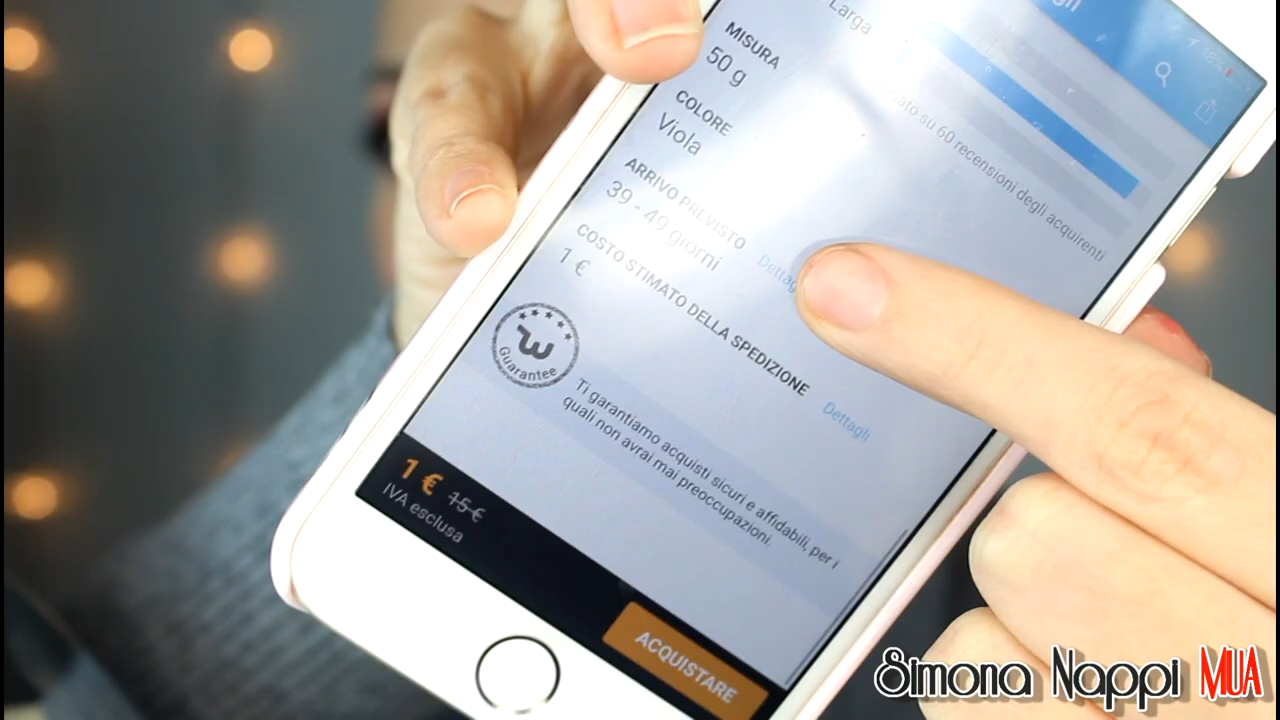 18%
Larga
MISURA
50 g
su 60 recensioni degli acquirenti
COLORE
Viola
ARRIVO PREVISTO
39 - 49 giorni
COSTO STIMATO DELLA SPEDIZIONE
1 €
Dettagli
Guarantee
Ti garantiamo acquisti sicuri e affidabili, per i
quali non avrai mai preoccupazioni.
1 € 15 €
IVA esclusa
ACQUISTARE
Simona Nappi MUA